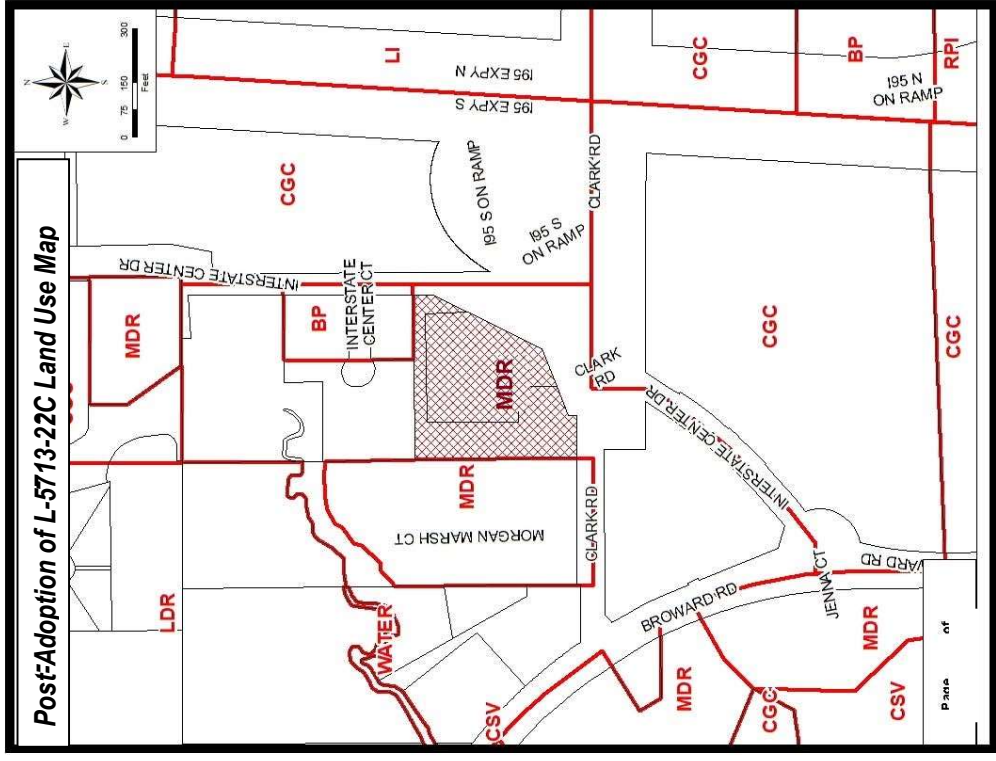 Post-Adoption of L-5713-22C Land Use Map
N
E
S
W
0 75 150 300
Feet
LI
I95 EXPY N
I95 EXPY S
CGC
BP
RPI
I95 N
ON RAMP
CGC
I95 S ON RAMP
I95 S
ON RAMP
CLARK RD
INTERSTATE CENTER DR
MDR
BP
INTERSTATE
CENTER CT
MDR
CLARK
RD
INTERSTATE CENTER DR
CGC
CGC
MDR
MORGAN MARSH CT
CLARK RD
LDR
WATER
BROWARD RD
JENNA CT
WARD RD
CSV
MDR
CGC
MDR
CSV
Page of